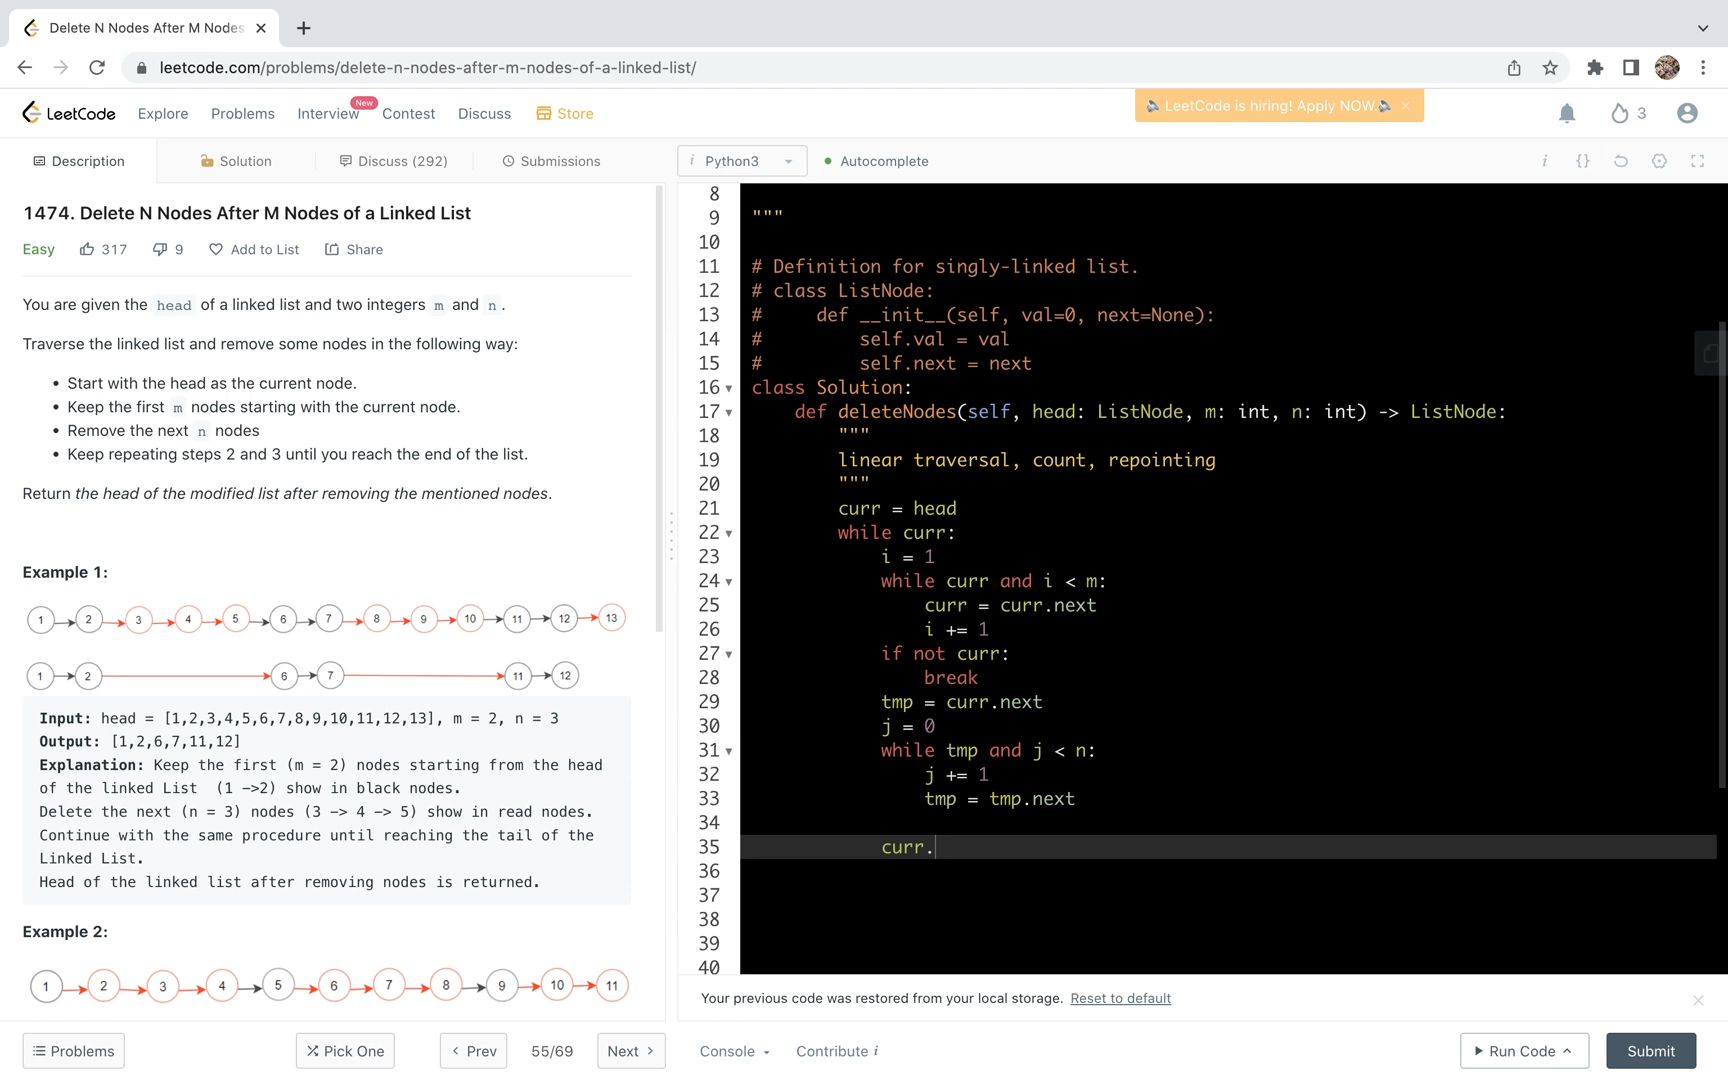 Delete N Nodes After M Nodes
leetcode.com/problems/delete-n-nodes-after-m-nodes-of-a-linked-list/
LeetCode
Explore
Problems
Interview
New
Contest
Discuss
Store
LeetCode is hiring! Apply NOW.
3
Description
Solution
Discuss (292)
Submissions
i Python3
Autocomplete
i
{}
1474. Delete N Nodes After M Nodes of a Linked List
Easy
317
9
Add to List
Share
You are given the head of a linked list and two integers m and n.
Traverse the linked list and remove some nodes in the following way:
• Start with the head as the current node.
• Keep the first m nodes starting with the current node.
• Remove the next n nodes
• Keep repeating steps 2 and 3 until you reach the end of the list.
Return the head of the modified list after removing the mentioned nodes.
Example 1:
1 2 3 4 5 6 7 8 9 10 11 12 13
1 2 6 7 11 12
Input: head = [1,2,3,4,5,6,7,8,9,10,11,12,13], m = 2, n = 3
Output: [1,2,6,7,11,12]
Explanation: Keep the first (m = 2) nodes starting from the head
of the linked List  (1 ->2) show in black nodes.
Delete the next (n = 3) nodes (3 -> 4 -> 5) show in read nodes.
Continue with the same procedure until reaching the tail of the
Linked List.
Head of the linked list after removing nodes is returned.
Example 2:
1 2 3 4 5 6 7 8 9 10 11
8
9 """
10
11 # Definition for singly-linked list.
12 # class ListNode:
13 #     def __init__(self, val=0, next=None):
14 #         self.val = val
15 #         self.next = next
16 class Solution:
17     def deleteNodes(self, head: ListNode, m: int, n: int) -> ListNode:
18         """
19         linear traversal, count, repointing
20         """
21         curr = head
22         while curr:
23             i = 1
24             while curr and i < m:
25                 curr = curr.next
26                 i += 1
27             if not curr:
28                 break
29             tmp = curr.next
30             j = 0
31             while tmp and j < n:
32                 j += 1
33                 tmp = tmp.next
34
35             curr.
36
37
38
39
40
Your previous code was restored from your local storage. Reset to default
Problems
Pick One
Prev
55/69
Next
Console
Contribute i
Run Code
Submit